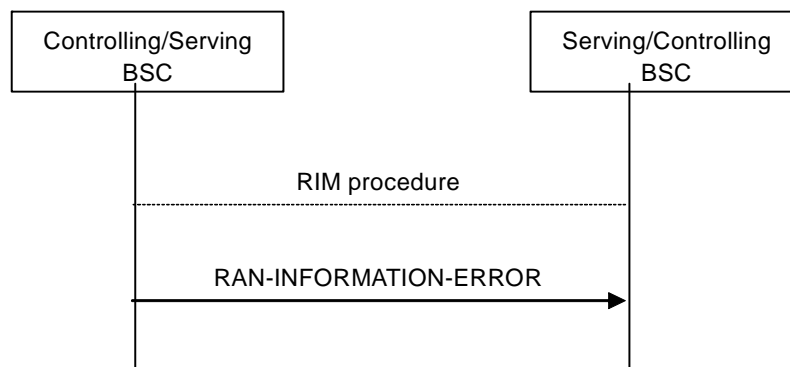 Controlling/Serving
BSC
Serving/Controlling
BSC
RIM procedure
RAN-INFORMATION-ERROR